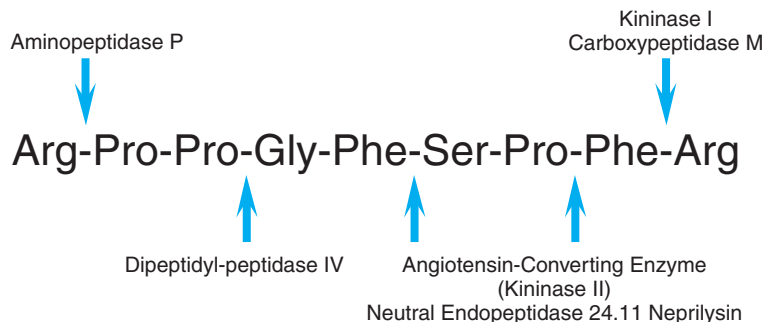 Kininase I
Aminopeptidase P
Carboxypeptidase M
Arg-Pro-Pro-Gly-Phe-Ser-Pro-Phe-Arg
Dipeptidyl-peptidase IV
Angiotensin-Converting Enzyme
(Kininase II)
Neutral Endopeptidase 24.11 Neprilysin